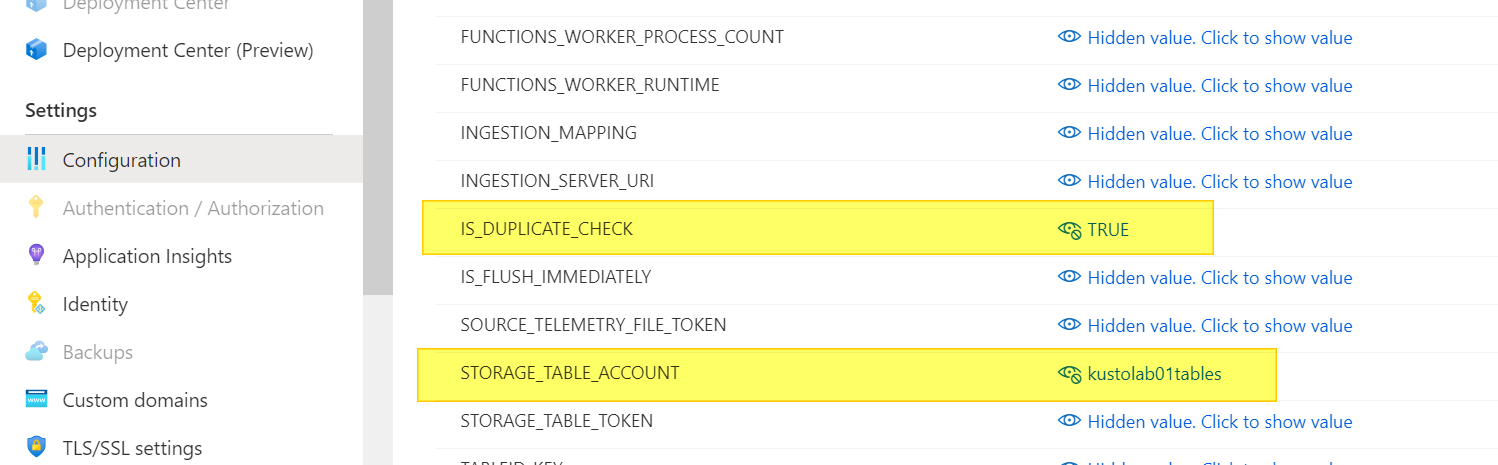 Deployment Center
Deployment Center (Preview)
Settings
Configuration
Authentication / Authorization
Application Insights
Identity
Backups
Custom domains
TLS/SSL settings
FUNCTIONS_WORKER_PROCESS_COUNT Hidden value. Click to show value
FUNCTIONS_WORKER_RUNTIME Hidden value. Click to show value
INGESTION_MAPPING Hidden value. Click to show value
INGESTION_SERVER_URI Hidden value. Click to show value
IS_DUPLICATE_CHECK TRUE
IS_FLUSH_IMMEDIATELY Hidden value. Click to show value
SOURCE_TELEMETRY_FILE_TOKEN Hidden value. Click to show value
STORAGE_TABLE_ACCOUNT kustolab01tables
STORAGE_TABLE_TOKEN Hidden value. Click to show value